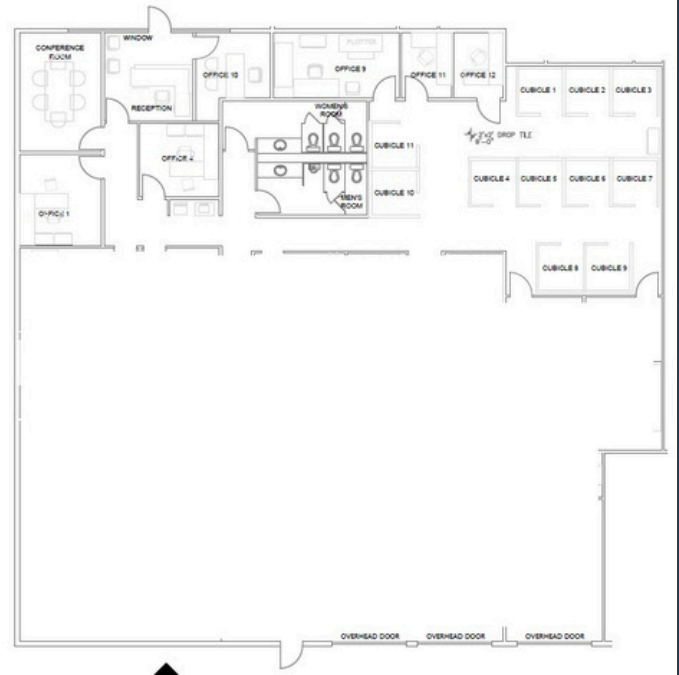 WINDOW
CONFERENCE
ROOM
PLOTTER
OFFICE 10
OFFICE 9
OFFICE 11
OFFICE 12
RECEPTION
CUBICLE 1
CUBICLE 2
CUBICLE 3
WOMEN'S
ROOM
2'x2' DROP TILE
CUBICLE 11
OFFICE 1
CUBICLE 4
CUBICLE 5
CUBICLE 6
CUBICLE 7
CUBICLE 10
MEN'S
ROOM
CUBICLE 8
CUBICLE 9
OVERHEAD DOOR
OVERHEAD DOOR
OVERHEAD DOOR